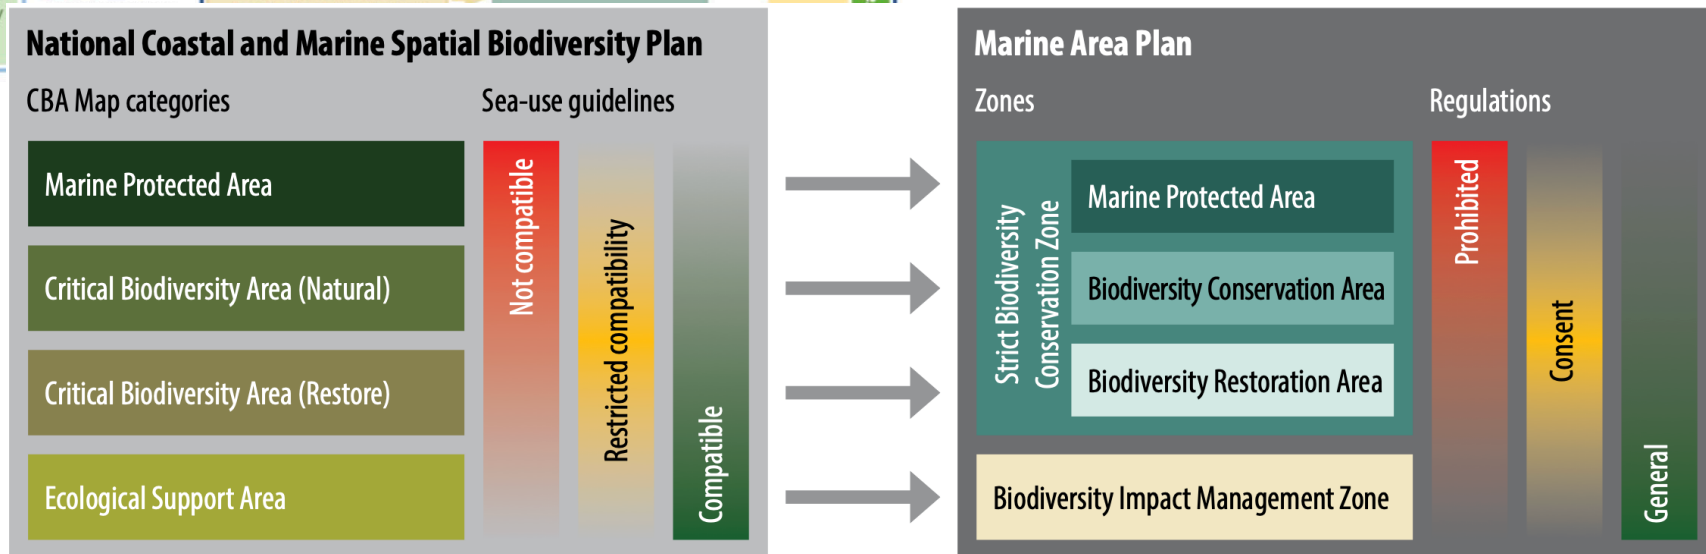 National Coastal and Marine Spatial Biodiversity Plan
CBA Map categories
Sea-use guidelines
Marine Protected Area
Critical Biodiversity Area (Natural)
Critical Biodiversity Area (Restore)
Ecological Support Area
Not compatible
Restricted compatibility
Compatible
Marine Area Plan
Zones
Regulations
Strict Biodiversity
Conservation Zone
Marine Protected Area
Biodiversity Conservation Area
Biodiversity Restoration Area
Biodiversity Impact Management Zone
Prohibited
Consent
General